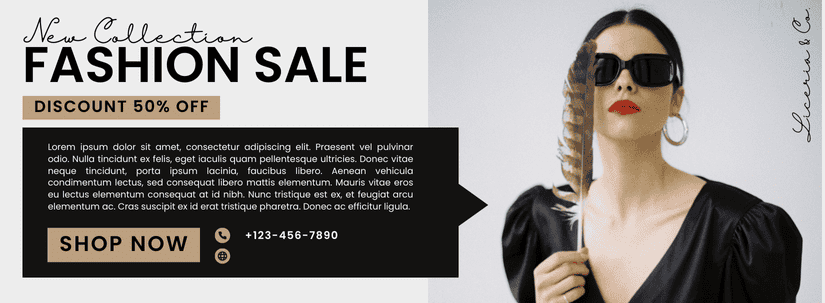 New Collection
FASHION SALE
DISCOUNT 50% OFF
Lorem ipsum dolor sit amet, consectetur adipiscing elit. Praesent vel pulvinar
odio. Nulla tincidunt ex felis, eget iaculis quam pellentesque ultricies. Donec vitae
neque tincidunt, porta ipsum lacinia, faucibus libero. Aenean vehicula
condimentum lectus, sed consequat libero mattis elementum. Mauris vitae eros
eu lectus elementum consequat at id nibh. Nunc tristique est ex, et feugiat arcu
elementum ac. Cras suscipit ex id erat tristique pharetra. Donec ac efficitur ligula.
SHOP NOW
+123-456-7890
Liceria & Co.